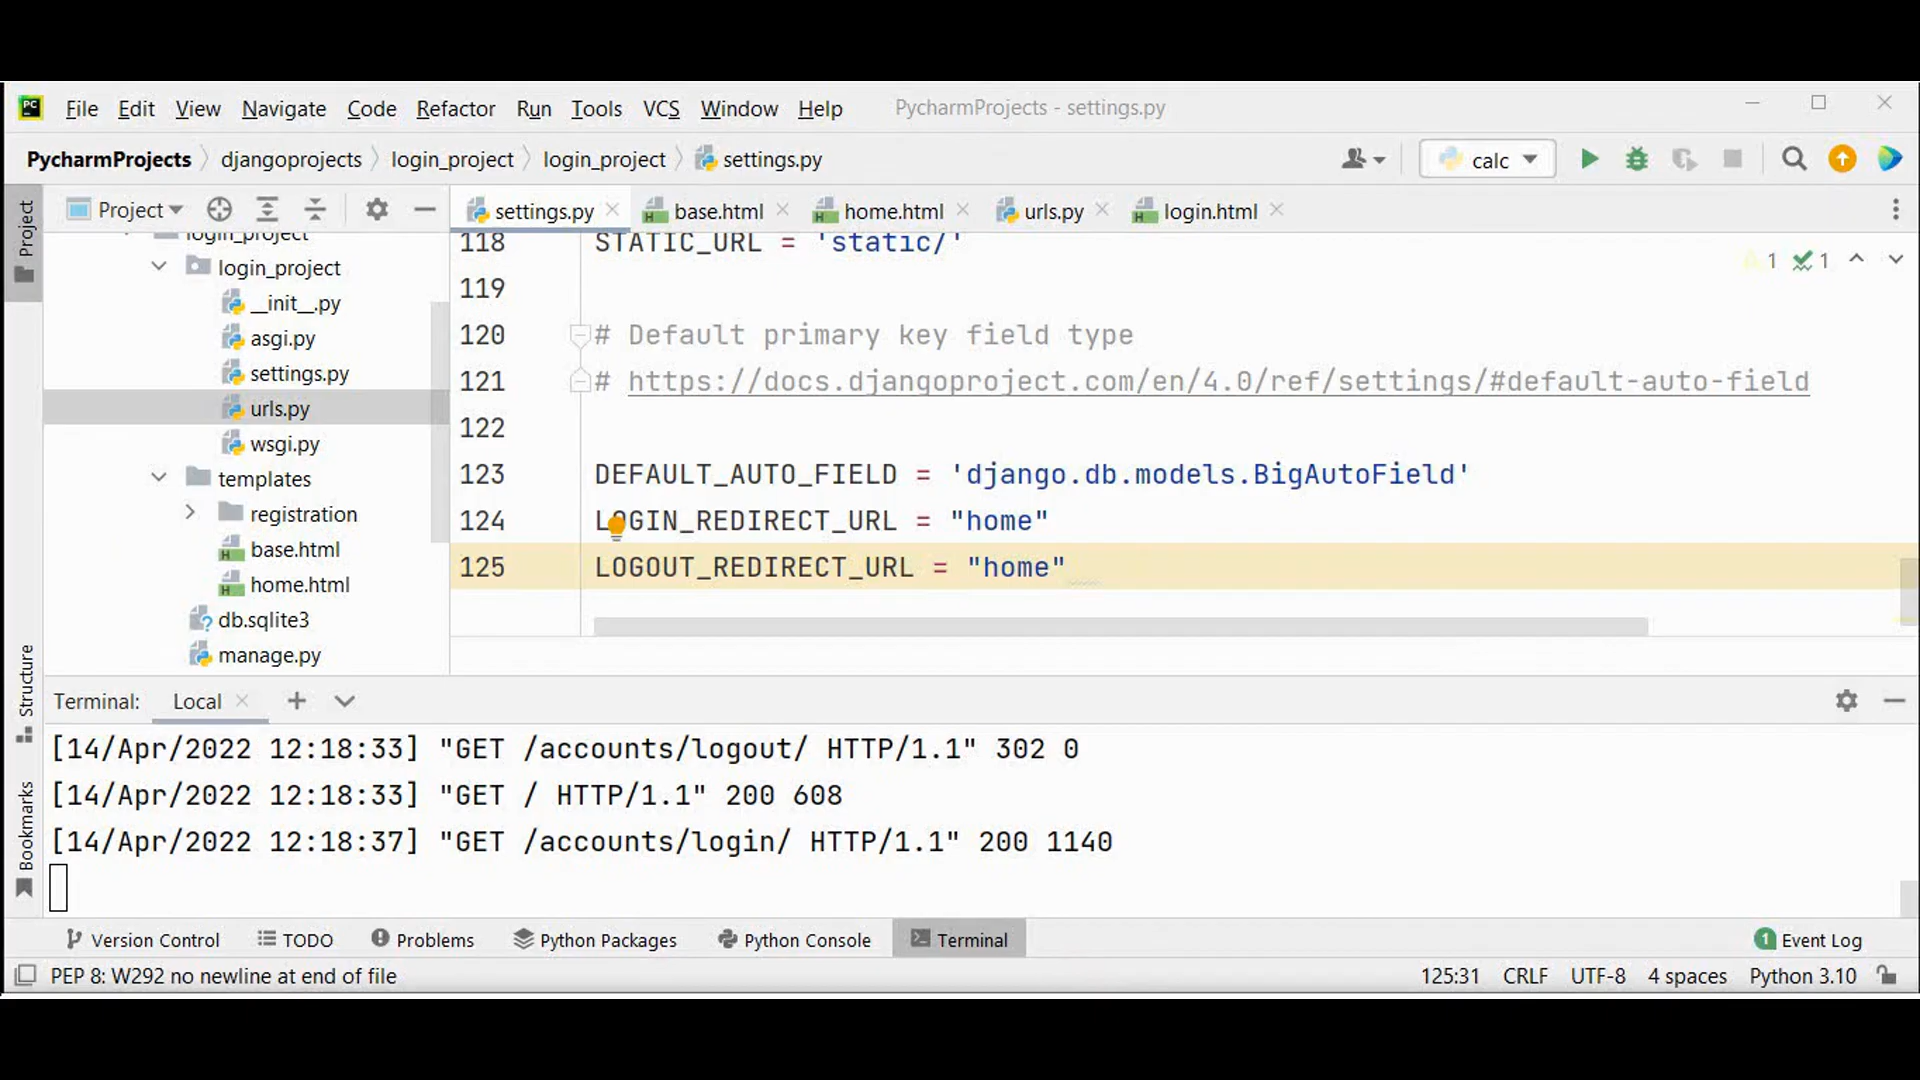 PC File Edit View Navigate Code Refactor Run Tools VCS Window Help PycharmProjects - settings.py
PycharmProjects djangoprojects login_project login_project settings.py calc
Project
Project
settings.py base.html home.html urls.py login.html
login_project
login_project
__init__.py
asgi.py
settings.py
urls.py
wsgi.py
templates
registration
base.html
home.html
db.sqlite3
manage.py
118 STATIC_URL = 'static/'
1 1
119
120 # Default primary key field type
121 # https://docs.djangoproject.com/en/4.0/ref/settings/#default-auto-field
122
123 DEFAULT_AUTO_FIELD = 'django.db.models.BigAutoField'
124 LOGIN_REDIRECT_URL = "home"
125 LOGOUT_REDIRECT_URL = "home"
Structure
Bookmarks
Terminal: Local
[14/Apr/2022 12:18:33] "GET /accounts/logout/ HTTP/1.1" 302 0
[14/Apr/2022 12:18:33] "GET / HTTP/1.1" 200 608
[14/Apr/2022 12:18:37] "GET /accounts/login/ HTTP/1.1" 200 1140
Version Control TODO Problems Python Packages Python Console Terminal 1 Event Log
PEP 8: W292 no newline at end of file 125:31 CRLF UTF-8 4 spaces Python 3.10